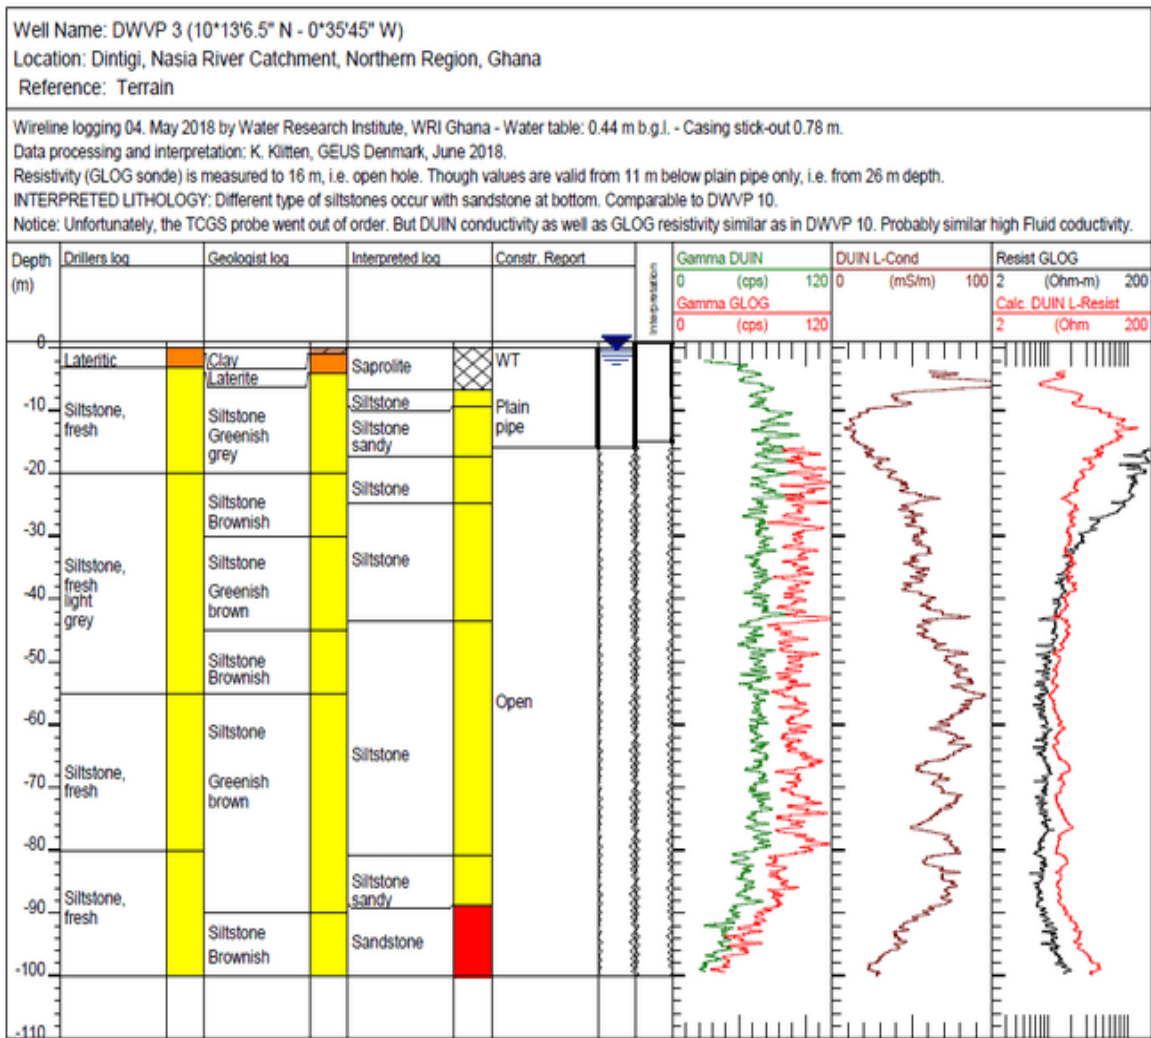 Well Name: DWVP 3 (10*13'6.5" N - 0*35'45" W)
Location: Dintigi, Nasia River Catchment, Northern Region, Ghana
Reference: Terrain
Wireline logging 04. May 2018 by Water Research Institute, WRI Ghana - Water table: 0.44 m b.g.l. - Casing stick-out 0.78 m.
Data processing and interpretation: K. Klitten, GEUS Denmark, June 2018.
Resistivity (GLOG sonde) is measured to 16 m, i.e. open hole. Though values are valid from 11 m below plain pipe only, i.e. from 26 m depth.
INTERPRETED LITHOLOGY: Different type of siltstones occur with sandstone at bottom. Comparable to DWVP 10.
Notice: Unfortunately, the TCGS probe went out of order. But DUIN conductivity as well as GLOG resistivity similar as in DWVP 10. Probably similar high Fluid coductivity.
Depth Drillers log Geologist log Interpreted log Constr. Report Interpretation Gamma DUIN DUIN L-Cond Resist GLOG
(m) 0 (cps) 120 0 (mS/m) 100 2 (Ohm-m) 200
Gamma GLOG Calc. DUIN L-Resist
0 (cps) 120 2 (Ohm 200
0
Lateritic Clay Saprolite WT
Laterite
Siltstone
-10
Siltstone, fresh
Siltstone Greenish grey
Siltstone sandy
Plain pipe
-20
Siltstone Brownish
Siltstone
-30
Siltstone, fresh light grey
Siltstone Greenish brown
Siltstone
-40
-50
Siltstone Brownish
Open
-60
Siltstone Greenish brown
Siltstone
-70
Siltstone, fresh
-80
Siltstone, fresh
Siltstone sandy
-90
Siltstone Brownish
Sandstone
-100
-110